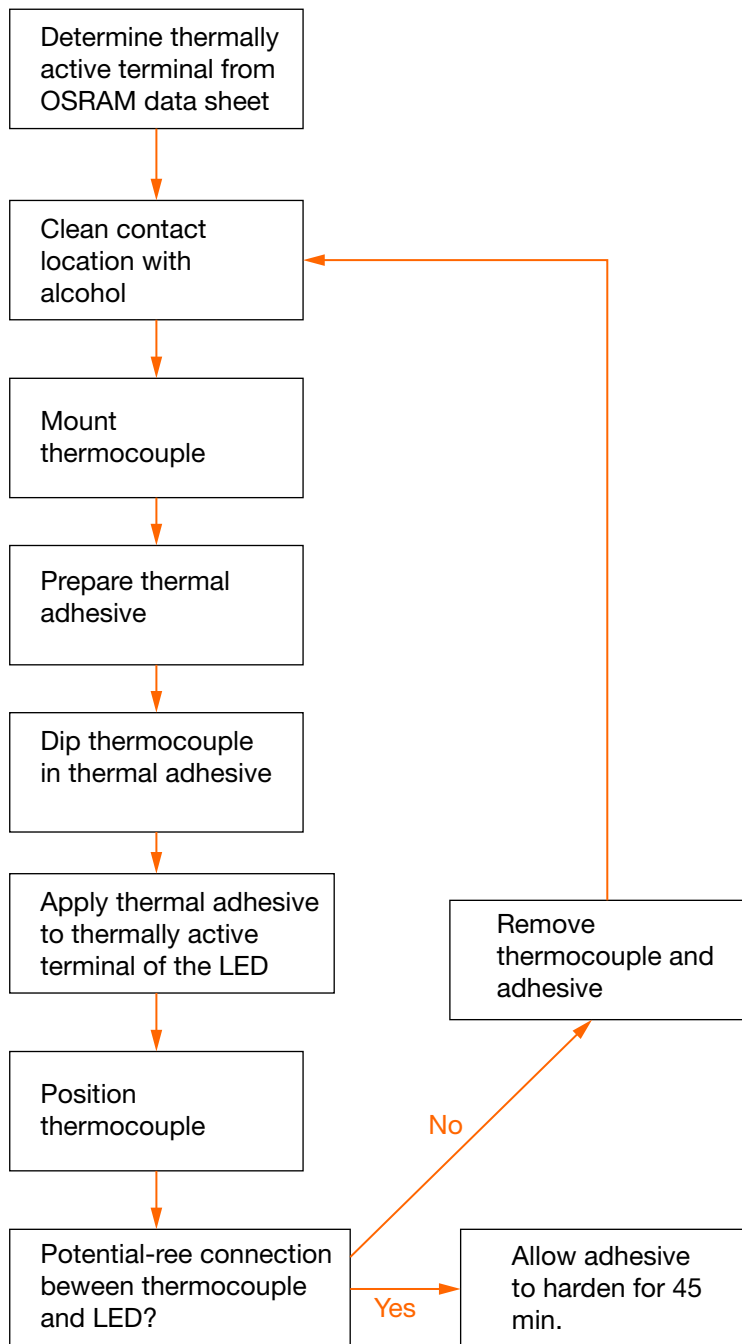 Determine thermally
active terminal from
OSRAM data sheet
Clean contact
location with
alcohol
Mount
thermocouple
Prepare thermal
adhesive
Dip thermocouple
in thermal adhesive
Apply thermal adhesive
to thermally active
terminal of the LED
Remove
thermocouple and
adhesive
Position
thermocouple
No
Potential-ree connection
beween thermocouple
and LED?
Yes
Allow adhesive
to harden for 45
min.